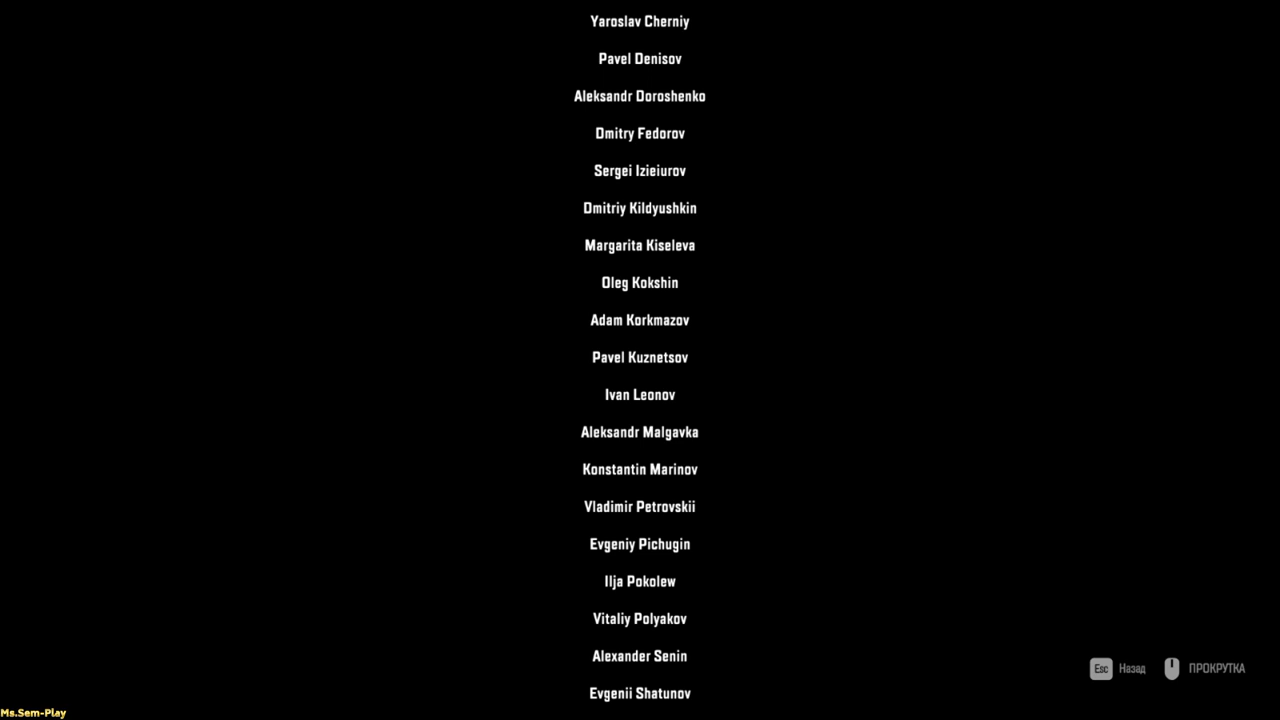 Yaroslav Cherniy
Pavel Denisov
Aleksandr Doroshenko
Dmitry Fedorov
Sergei Izieiurov
Dmitriy Kildyushkin
Margarita Kiseleva
Oleg Kokshin
Adam Korkmazov
Pavel Kuznetsov
Ivan Leonov
Aleksandr Malgavka
Konstantin Marinov
Vladimir Petrovskii
Evgeniy Pichugin
Ilja Pokolew
Vitaliy Polyakov
Alexander Senin
Esc Назад ПРОКРУТКА
Evgenii Shatunov
Ms.Sem-Play